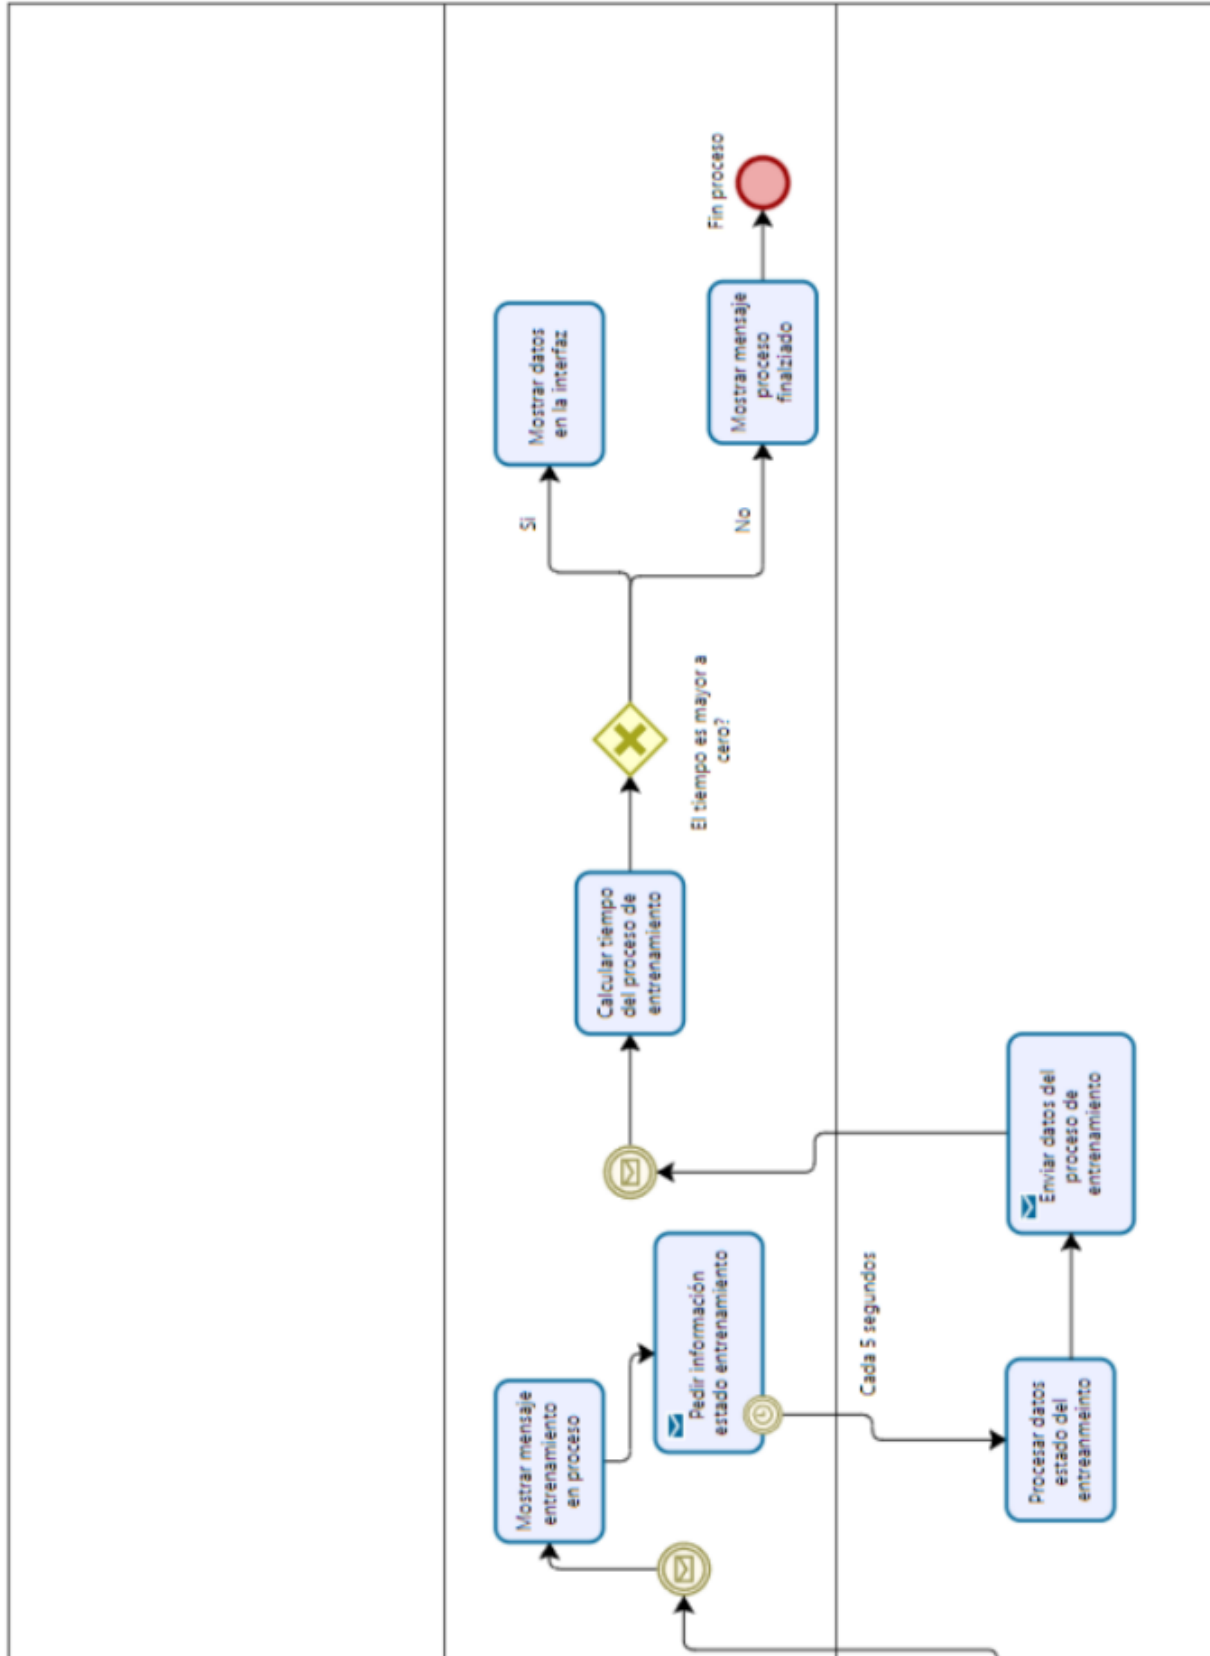 Mostrar mensaje
entrenamiento
en proceso
Pedir información
estado entrenamiento
Cada 5 segundos
Procesar datos
estado del
entreanmeinto
Enviar datos del
proceso de
entrenamiento
Calcular tiempo
del proceso de
entrenamiento
El tiempo es mayor a
cero?
Si
Mostrar datos
en la interfaz
No
Mostrar mensaje
proceso
finalziado
Fin proceso